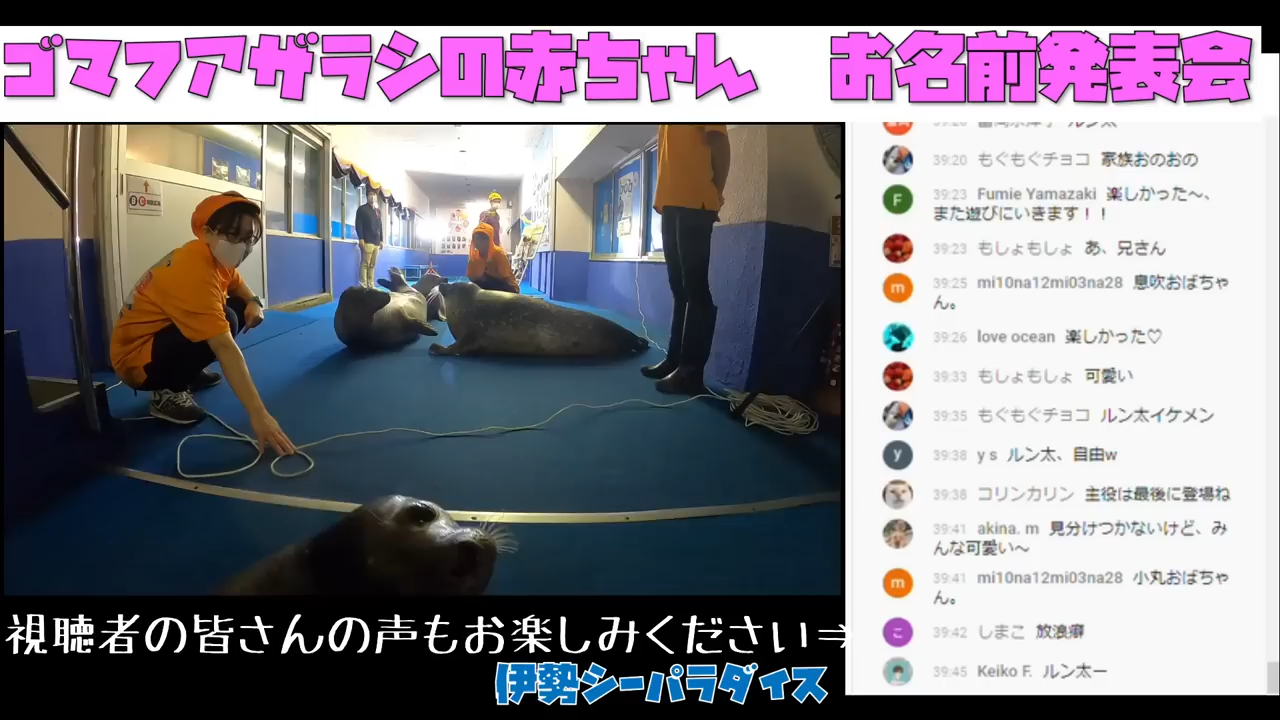 ゴマフアザラシの赤ちゃん　お名前発表会
39:20 もぐもぐチョコ 家族おのおの
F 39:23 Fumie Yamazaki 楽しかった～、
また遊びにいきます！！
39:23 もしょもしょ あ、兄さん
m 39:25 mi10na12mi03na28 息吹おばちゃ
ん。
39:26 love ocean 楽しかった♡
39:33 もしょもしょ 可愛い
39:35 もぐもぐチョコ ルン太イケメン
y 39:38 y s ルン太、自由w
39:38 コリンカリン 主役は最後に登場ね
39:41 akina. m 見分けつかないけど、み
んな可愛い～
m 39:41 mi10na12mi03na28 小丸おばちゃ
ん。
こ 39:42 しまこ 放浪癖
39:45 Keiko F. ルン太ー
視聴者の皆さんの声もお楽しみください⇒
伊勢シーパラダイス